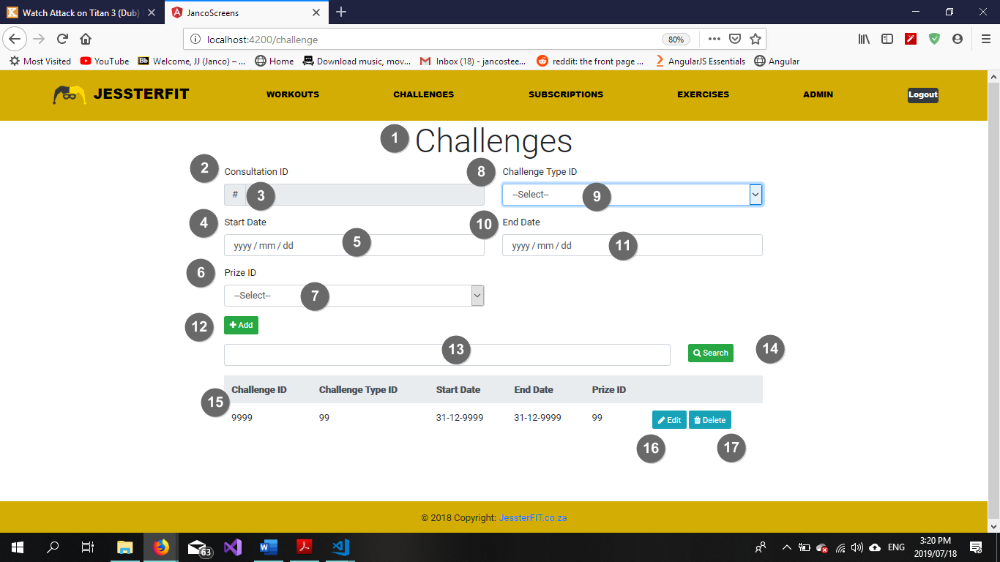 Watch Attack on Titan 3 (Dub)
JancoScreens
localhost:4200/challenge
80%
Most Visited
YouTube
Bb Welcome, JJ (Janco) – ...
Home
Download music, mov...
Inbox (18) - jancostee...
reddit: the front page ...
AngularJS Essentials
Angular
JESSTERFIT
WORKOUTS
CHALLENGES
SUBSCRIPTIONS
EXERCISES
ADMIN
Logout
1 Challenges
2 Consultation ID
# 3
8 Challenge Type ID
--Select-- 9
4 Start Date
yyyy / mm / dd 5
10 End Date
yyyy / mm / dd 11
6 Prize ID
--Select-- 7
12 + Add
13
Search 14
15
Challenge ID Challenge Type ID Start Date End Date Prize ID
9999 99 31-12-9999 31-12-9999 99 Edit Delete
16 17
© 2018 Copyright: JessterFIT.co.za
63
ENG
3:20 PM
2019/07/18